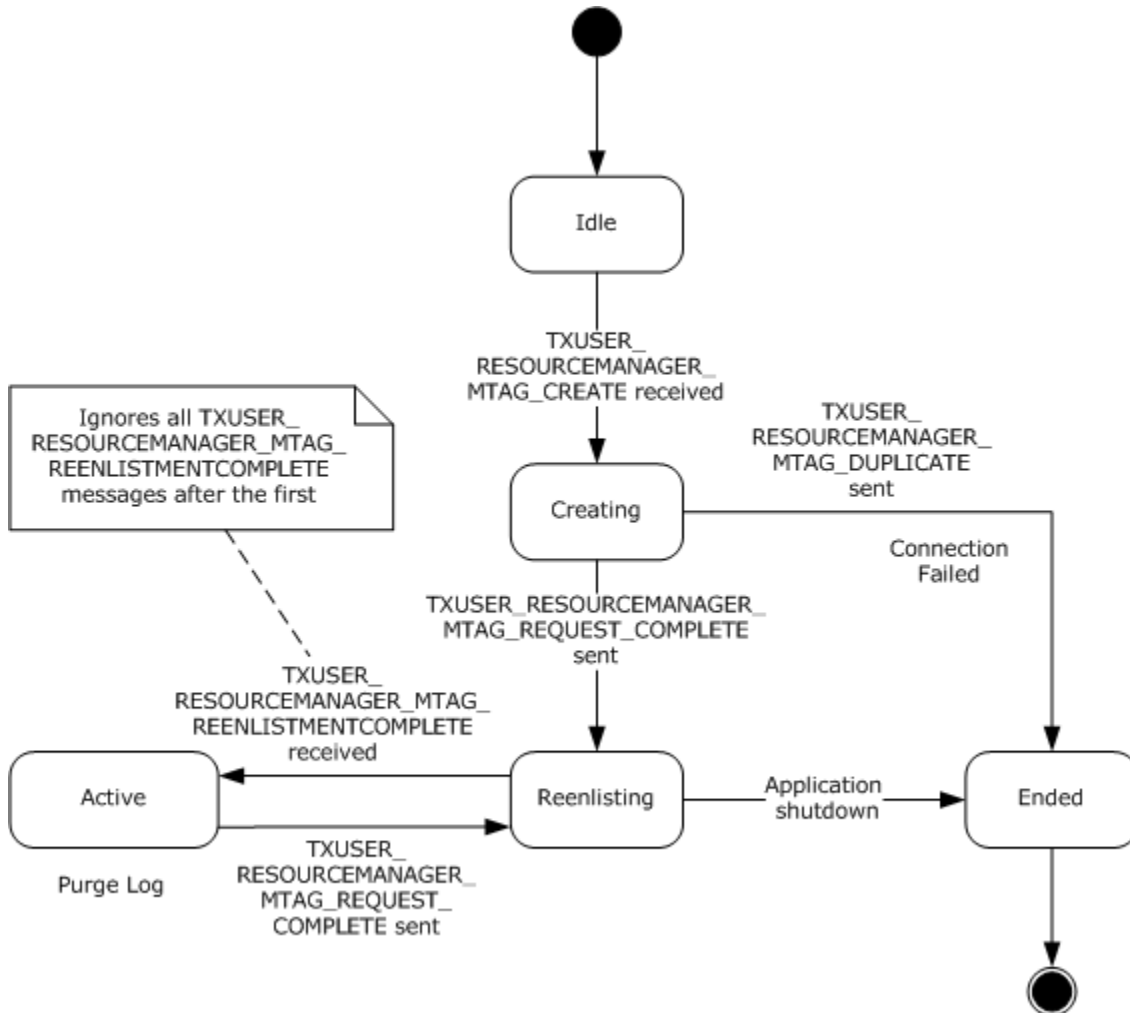 Idle
TXUSER_
RESOURCEMANAGER_
MTAG_CREATE received
Ignores all TXUSER_
RESOURCEMANAGER_MTAG_
REENLISTMENTCOMPLETE
messages after the first
TXUSER_
RESOURCEMANAGER_
MTAG_DUPLICATE
sent
Creating
Connection
Failed
TXUSER_RESOURCEMANAGER_
MTAG_REQUEST_COMPLETE
sent
TXUSER_
RESOURCEMANAGER_MTAG_
REENLISTMENTCOMPLETE
received
Active
Reenlisting
Application
shutdown
Ended
Purge Log
TXUSER_
RESOURCEMANAGER_
MTAG_REQUEST_
COMPLETE sent